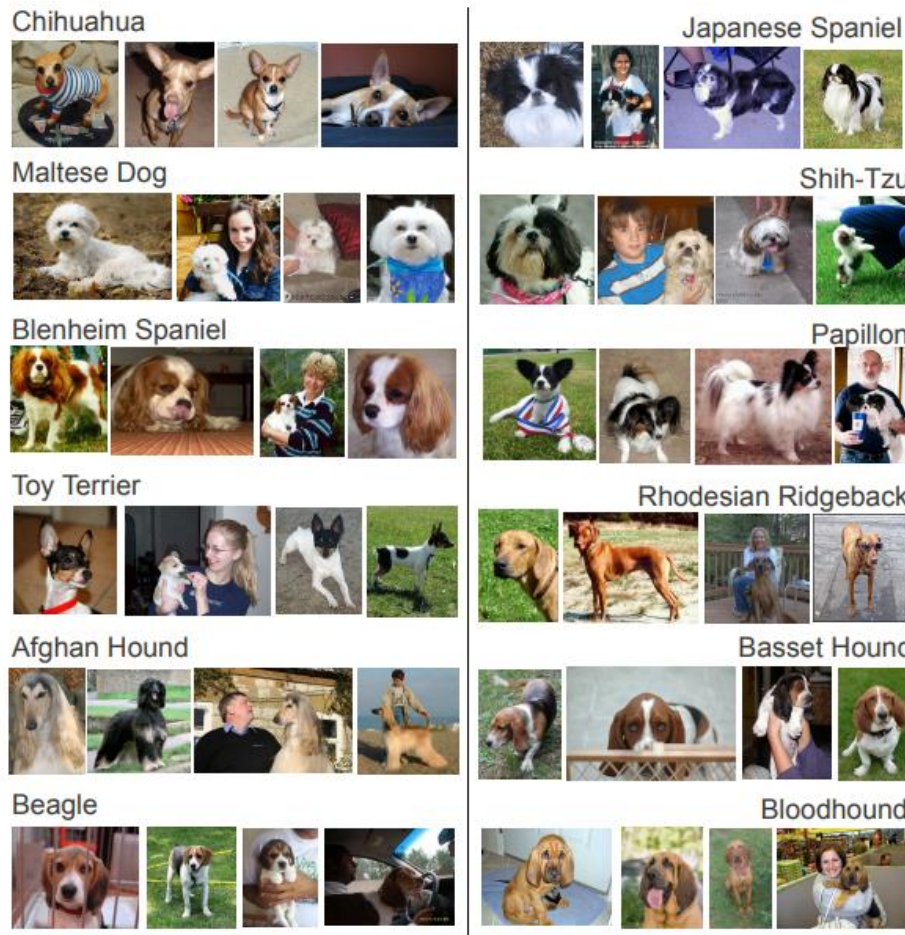 Chihuahua
Japanese Spaniel
Maltese Dog
Shih-Tzu
Blenheim Spaniel
Papillon
Toy Terrier
Rhodesian Ridgeback
Afghan Hound
Basset Hound
Beagle
Bloodhound